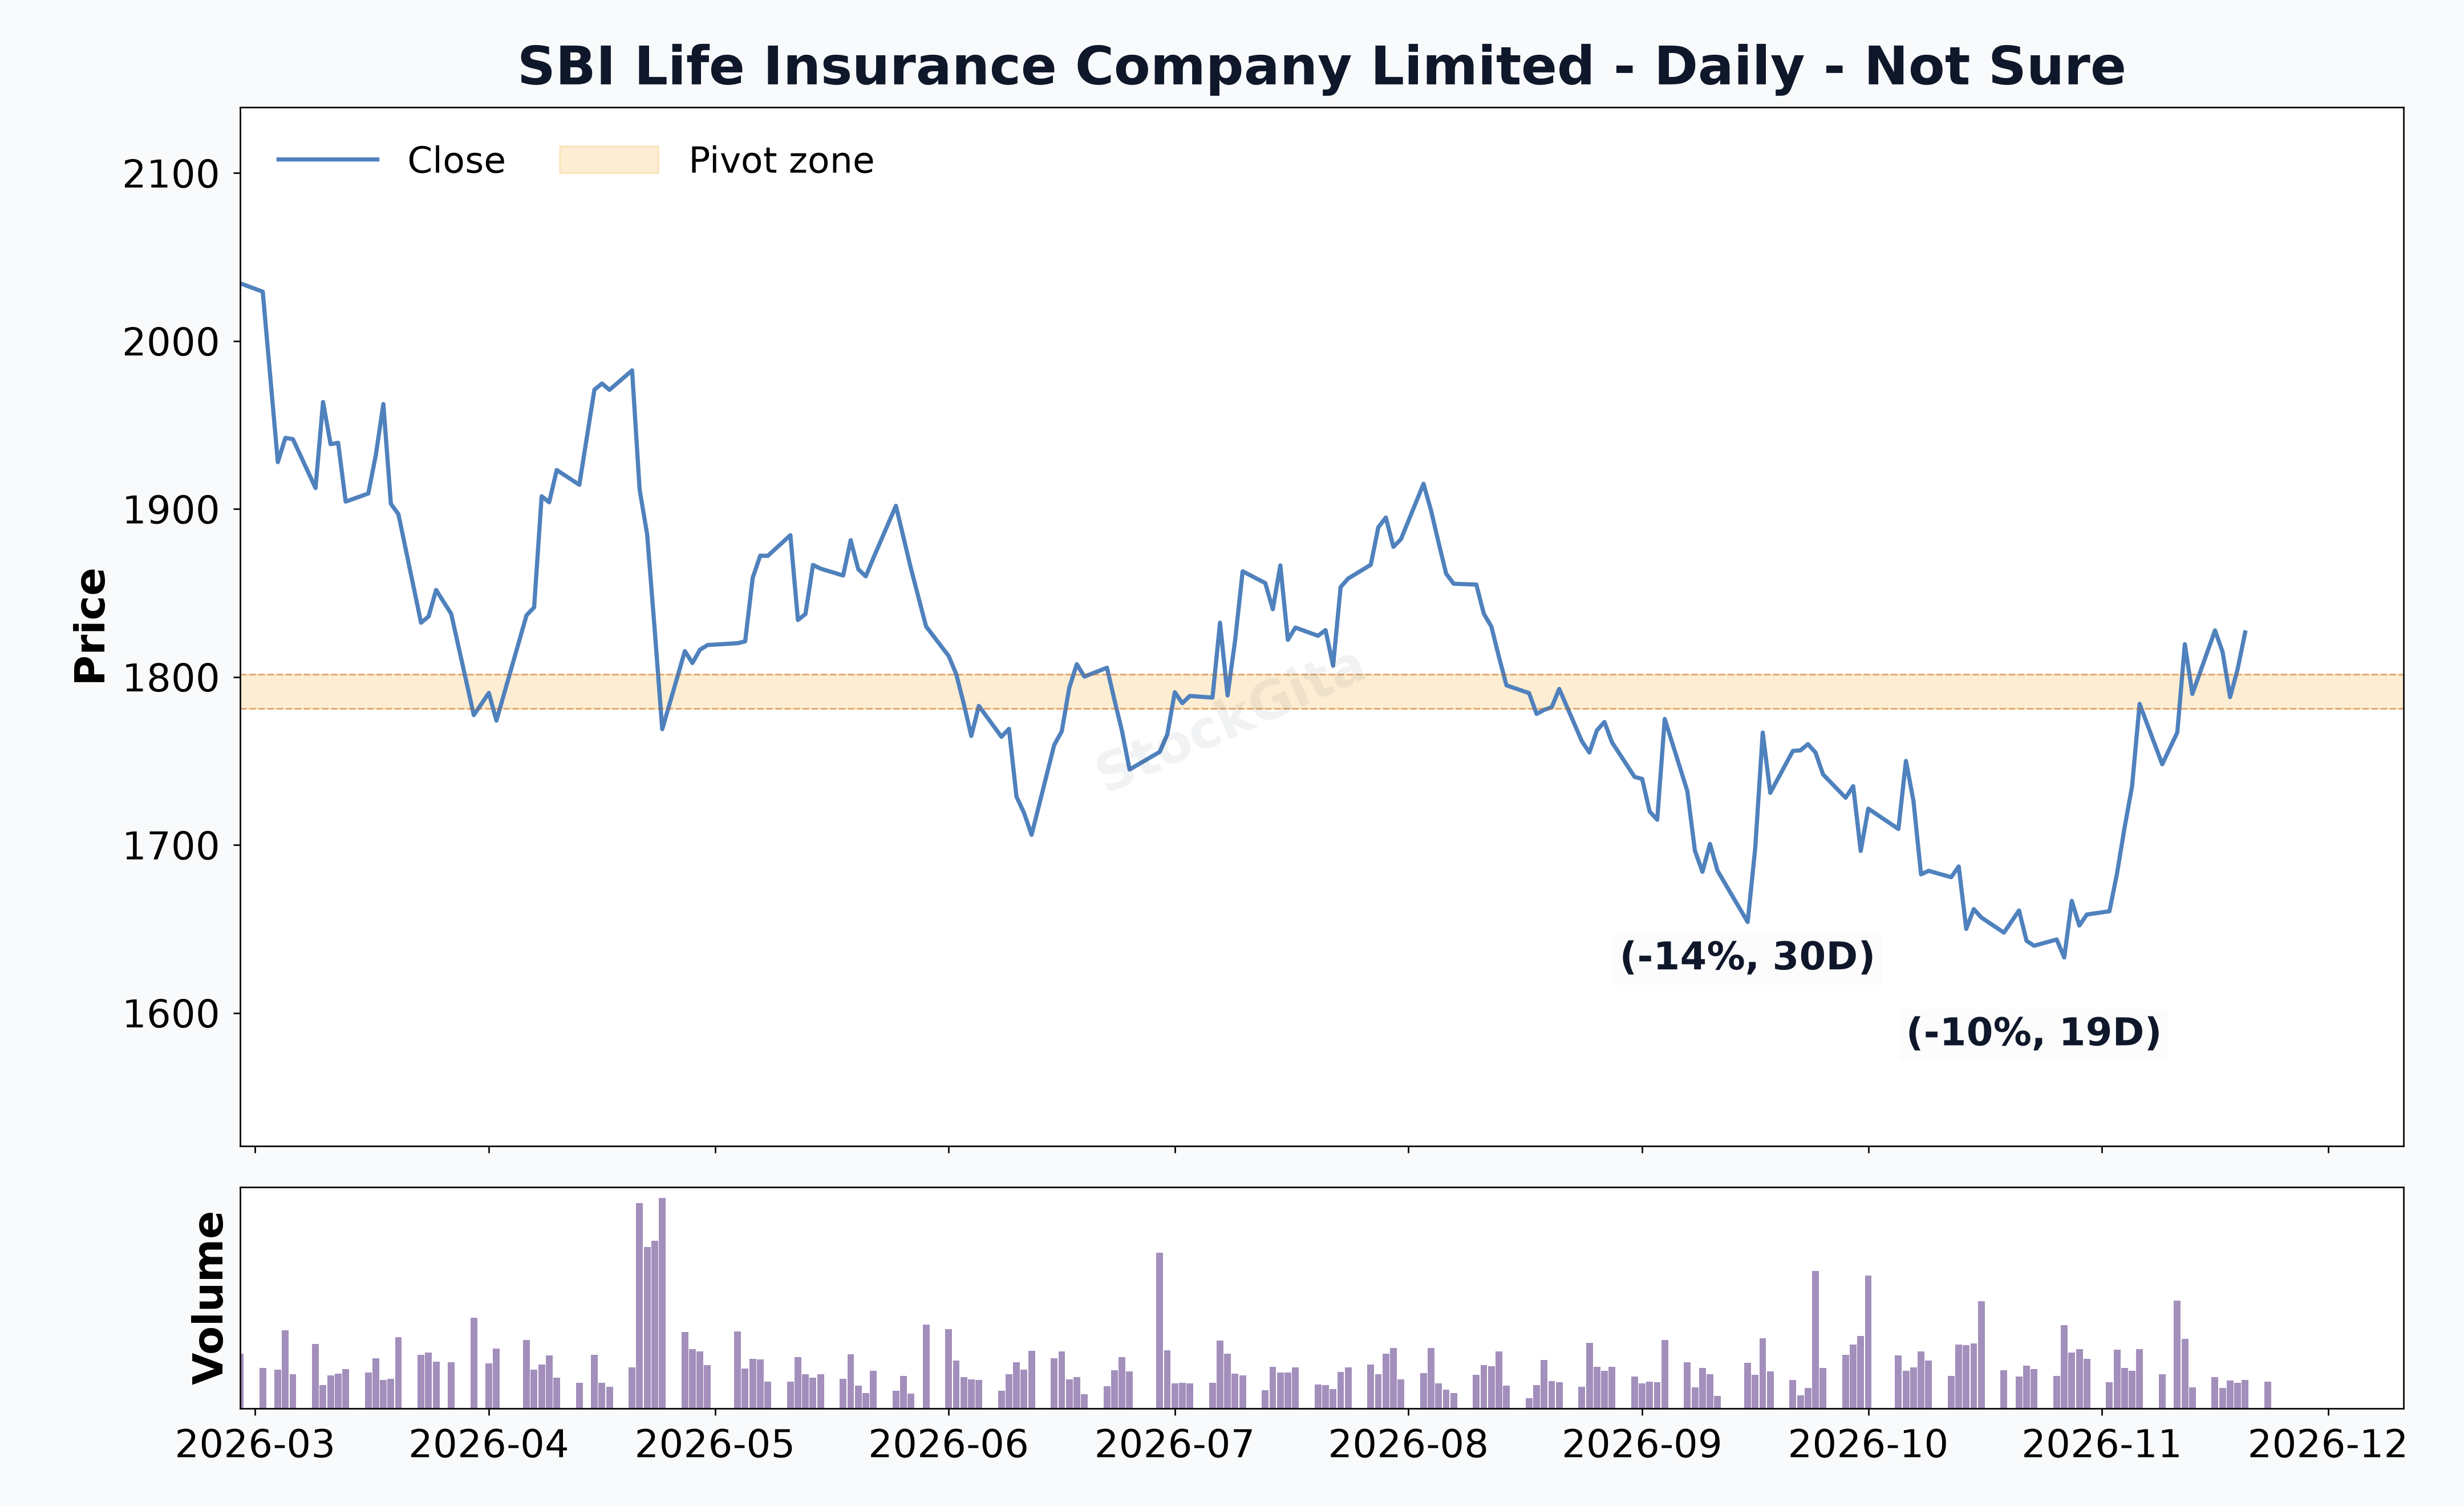 SBI Life Insurance Company Limited - Daily - Not Sure
Close
Pivot zone
Price
2100
2000
1900
1800
1700
1600
StockGita
(-14%, 30D)
(-10%, 19D)
Volume
2026-03
2026-04
2026-05
2026-06
2026-07
2026-08
2026-09
2026-10
2026-11
2026-12